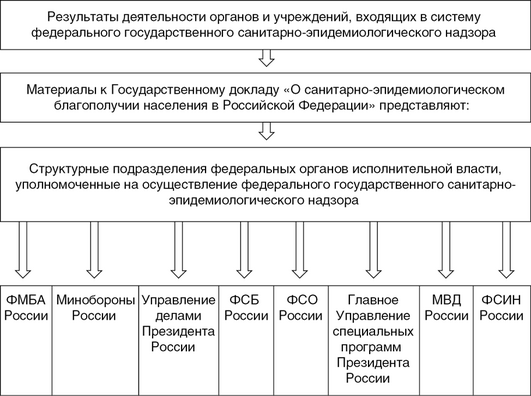 Результаты деятельности органов и учреждений, входящих в систему
федерального государственного санитарно-эпидемиологического надзора
Материалы к Государственному докладу «О санитарно-эпидемиологическом
благополучии населения в Российской Федерации» представляют:
Структурные подразделения федеральных органов исполнительной власти,
уполномоченные на осуществление федерального государственного санитарно-
эпидемиологического надзора
ФМБА
России
Минобороны
России
Управление
делами
Президента
России
ФСБ
России
ФСО
России
Главное
Управление
специальных
программ
Президента
России
МВД
России
ФСИН
России